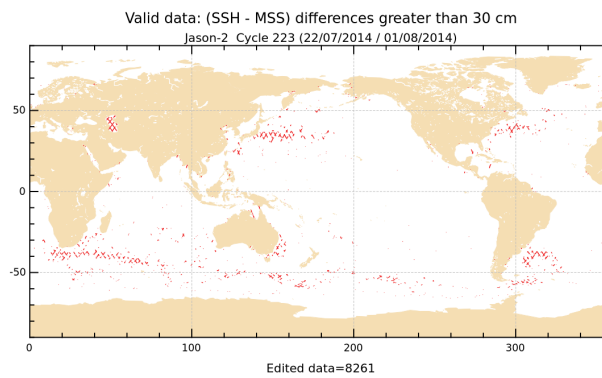 Valid data: (SSH - MSS) differences greater than 30 cm
Jason-2 Cycle 223 (22/07/2014 / 01/08/2014)
50
0
-50
0 100 200 300
Edited data=8261